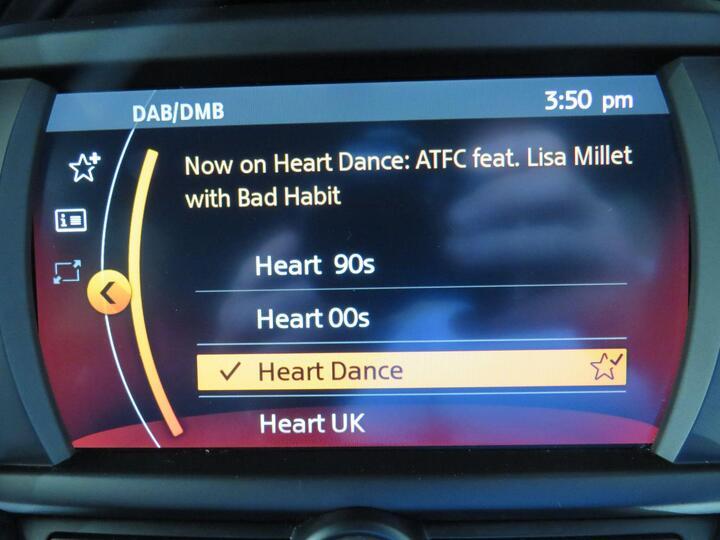 DAB/DMB 3:50 pm
Now on Heart Dance: ATFC feat. Lisa Millet
with Bad Habit
Heart 90s
Heart 00s
Heart Dance
Heart UK